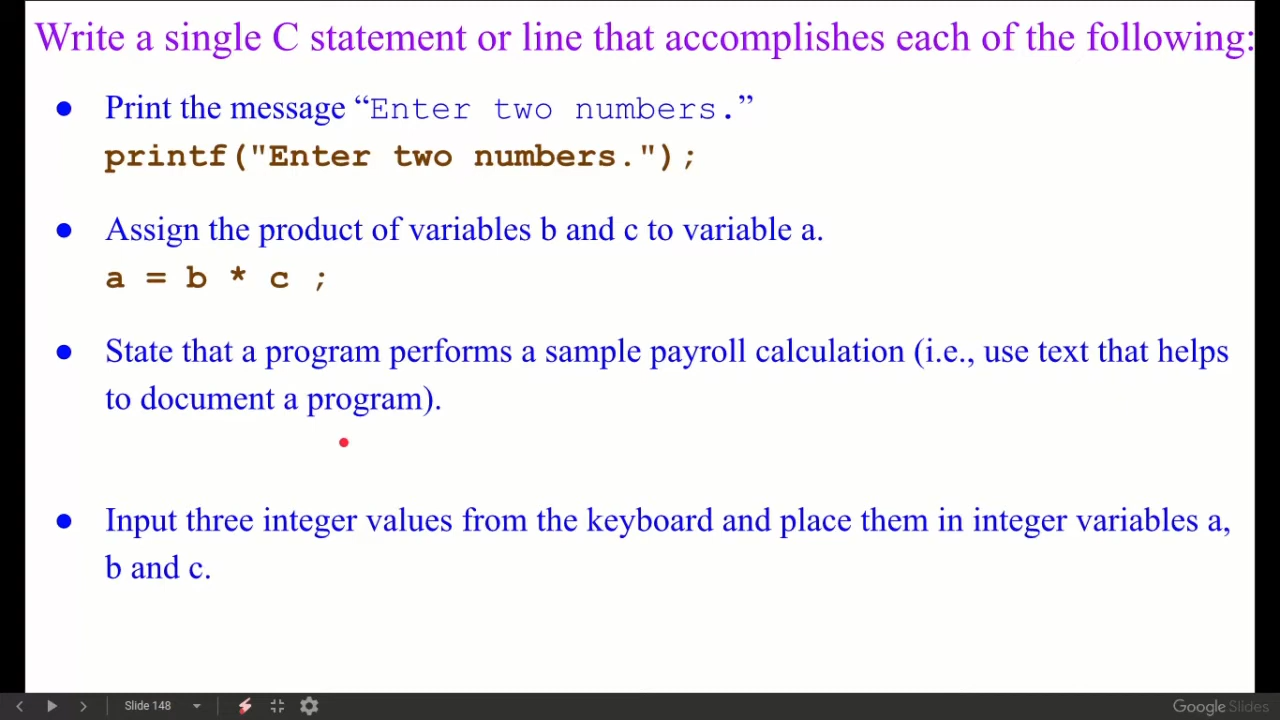 Write a single C statement or line that accomplishes each of the following:
● Print the message “Enter two numbers.”
printf("Enter two numbers.");
● Assign the product of variables b and c to variable a.
a = b * c ;
● State that a program performs a sample payroll calculation (i.e., use text that helps
to document a program).
● Input three integer values from the keyboard and place them in integer variables a,
b and c.
Slide 148
Google Slides